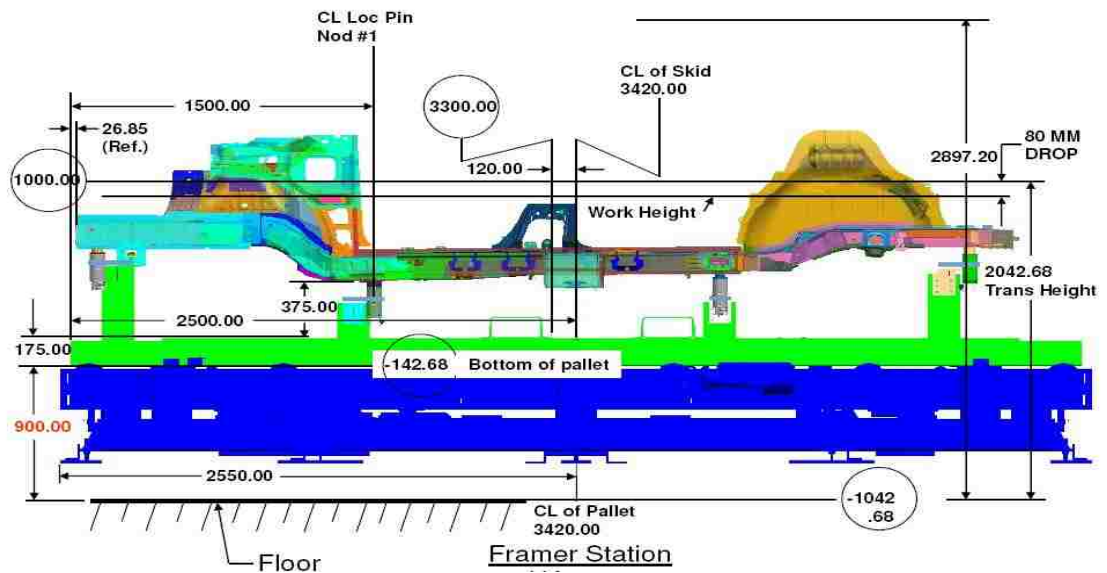 CL Loc Pin
Nod #1
CL of Skid
3420.00
3300.00
1500.00
26.85
(Ref.)
120.00
2897.20
80 MM
DROP
1000.00
Work Height
2042.68
Trans Height
375.00
2500.00
175.00
-142.68
Bottom of pallet
900.00
2550.00
-1042
.68
CL of Pallet
3420.00
Framer Station
Floor